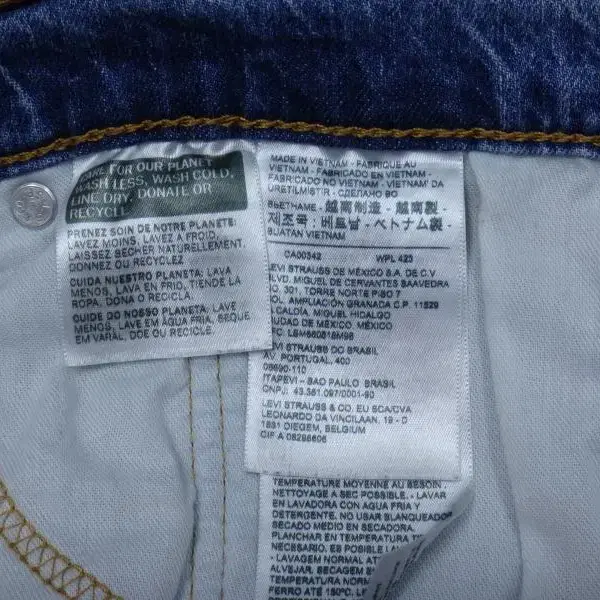 CARE FOR OUR PLANET
WASH LESS, WASH COLD,
LINE DRY, DONATE OR
RECYCLE.
PRENEZ SOIN DE NOTRE PLANETE:
LAVEZ MOINS, LAVEZ A FROID,
LAISSEZ SECHER NATURELLEMENT,
DONNEZ OU RECYCLEZ
CUIDA NUESTRO PLANETA: LAVA
MENOS, LAVA EN FRIO, TIENDE LA
ROPA, DONA O RECICLA.
CUIDE DO NOSSO PLANETA: LAVE
MENOS, LAVE EM ÁGUA FRIA, SEQUE
EM VARAL, DOE OU RECICLE.
MADE IN VIETNAM - FABRIQUE AU
VIETNAM - FABRICADO EN VIETNAM -
FABRICADO NO VIETNAM - VIETNAM' DA
ÜRETİLMİŞTİR - СДЕЛАНО ВО
ВЬЕТНАМЕ - 越南制造 - 越南製 -
제조국: 베트남 - ベトナム製 -
BUATAN VIETNAM
CA00342 WPL 423
LEVI STRAUSS DE MÉXICO S.A. DE C.V
BLVD. MIGUEL DE CERVANTES SAAVEDRA
NO. 301, TORRE NORTE PISO 7
COL. AMPLIACIÓN GRANADA C.P. 11529
ALCALDÍA. MIGUEL HIDALGO
CIUDAD DE MÉXICO. MÉXICO
LEVI STRAUSS DO BRASIL
AV. PORTUGAL, 400
06690-110
ITAPEVI - SAO PAULO BRASIL
CNPJ: 43.351.097/0001-90
LEVI STRAUSS & CO. EU SCA/CVA
LEONARDO DA VINCILAAN. 19 - D
1831 DIEGEM, BELGIUM
CIF A 08295606
TEMPERATURE MOYENNE AU BESOIN.
NETTOYAGE A SEC POSSIBLE. - LAVAR
EN LAVADORA CON AGUA FRIA Y
DETERGENTE. NO USAR BLANQUEADOR
SECADO MEDIO EN SECADORA.
PLANCHAR EN TEMPERATURA
NECESARIO. ES POSIBLE
- LAVAGEM NORMAL
ALVEJAR. SECAGEM
TEMPERATURA
FERRO ATÉ 150°C.